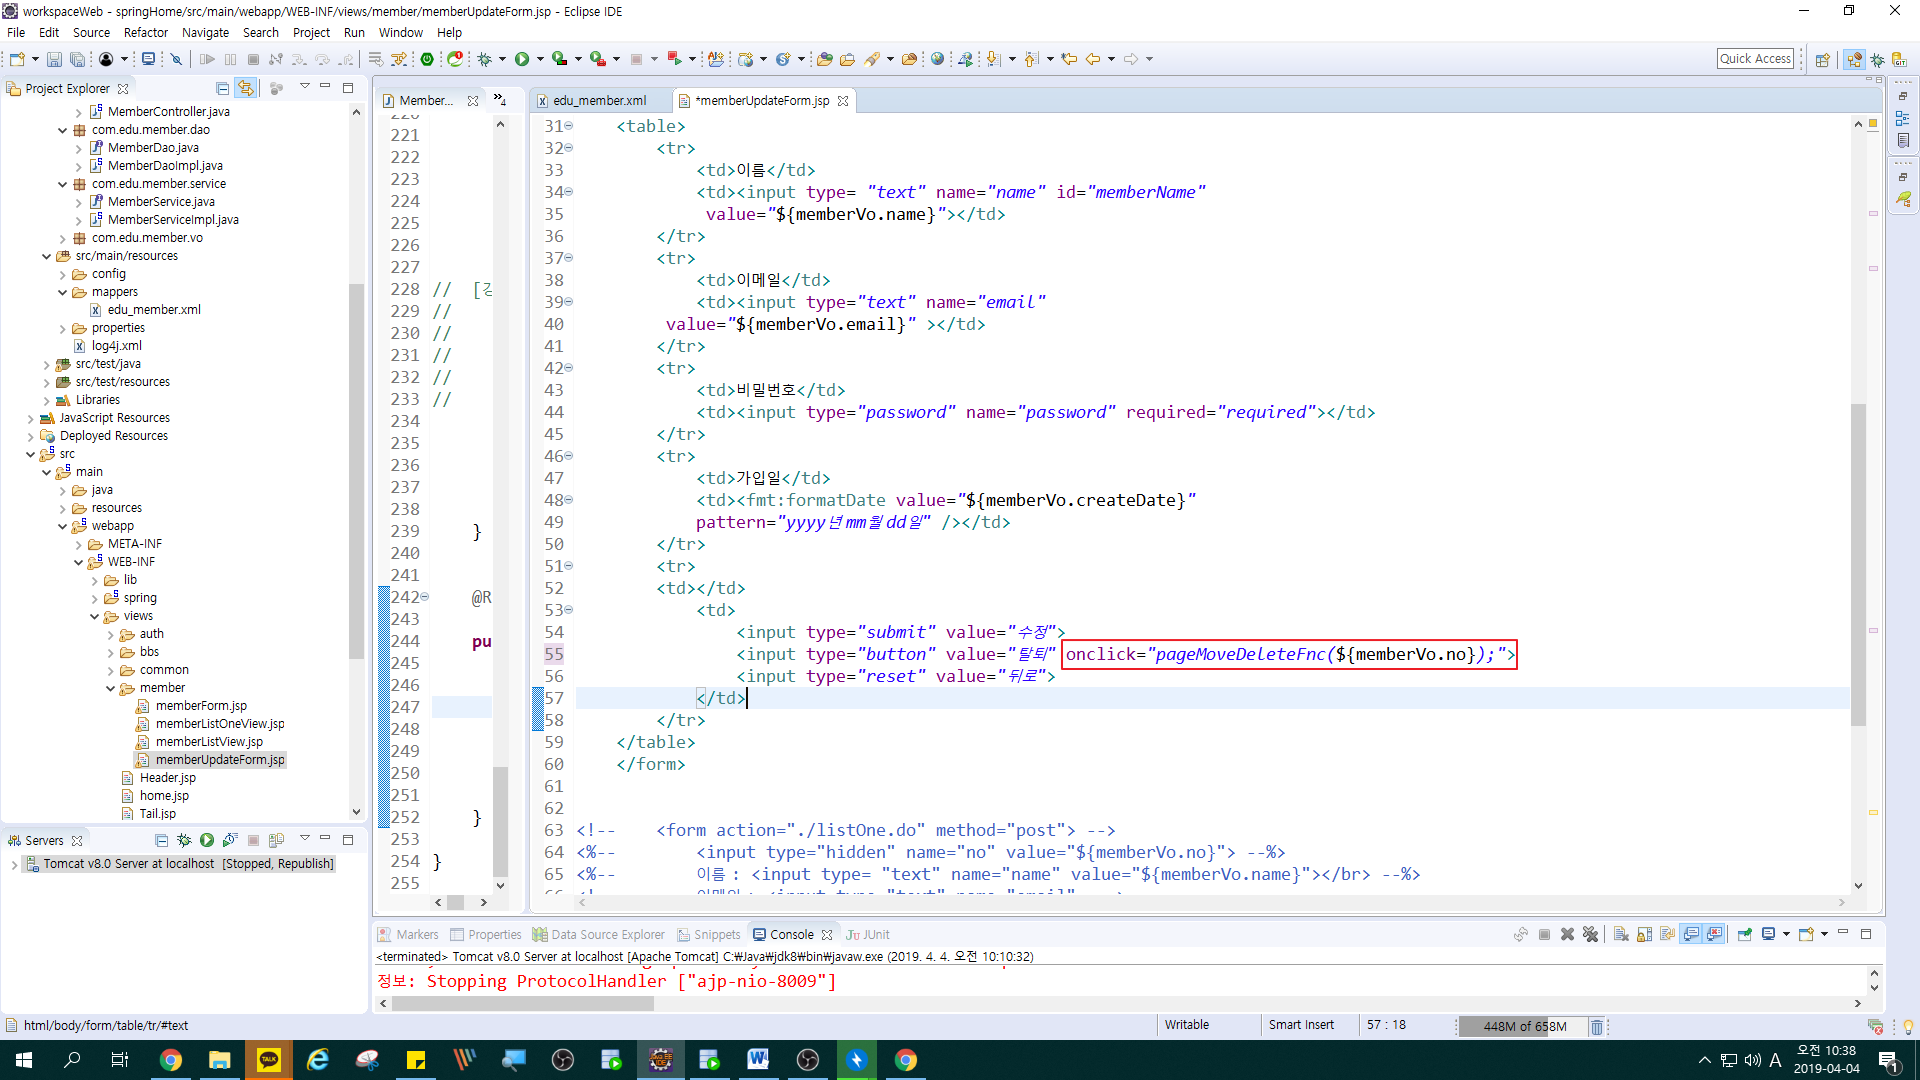 workspaceWeb - springHome/src/main/webapp/WEB-INF/views/member/memberUpdateForm.jsp - Eclipse IDE
File Edit Source Refactor Navigate Search Project Run Window Help
Quick Access
Project Explorer
MemberController.java
com.edu.member.dao
MemberDao.java
MemberDaoImpl.java
com.edu.member.service
MemberService.java
MemberServiceImpl.java
com.edu.member.vo
src/main/resources
config
mappers
edu_member.xml
properties
log4j.xml
src/test/java
src/test/resources
Libraries
JavaScript Resources
Deployed Resources
src
main
java
resources
webapp
META-INF
WEB-INF
lib
spring
views
auth
bbs
common
member
memberForm.jsp
memberListOneView.jsp
memberListView.jsp
memberUpdateForm.jsp
Header.jsp
home.jsp
Tail.jsp
Servers
Tomcat v8.0 Server at localhost [Stopped, Republish]
Member... 4
221
222
223
224
225
226
227
228 // [
229 //
230 //
231 //
232 //
233 //
234
235
236
237
238
239 }
240
241
242 @R
243
244 pu
245
246
247
248
249
250
251
252 }
253
254 }
255
edu_member.xml *memberUpdateForm.jsp
31 <table>
32 <tr>
33 <td>이름</td>
34 <td><input type= "text" name="name" id="memberName"
35 value="${memberVo.name}"></td>
36 </tr>
37 <tr>
38 <td>이메일</td>
39 <td><input type="text" name="email"
40 value="${memberVo.email}" ></td>
41 </tr>
42 <tr>
43 <td>비밀번호</td>
44 <td><input type="password" name="password" required="required"></td>
45 </tr>
46 <tr>
47 <td>가입일</td>
48 <td><fmt:formatDate value="${memberVo.createDate}"
49 pattern="yyyy년 mm월 dd일" /></td>
50 </tr>
51 <tr>
52 <td></td>
53 <td>
54 <input type="submit" value="수정">
55 <input type="button" value="탈퇴" onclick="pageMoveDeleteFnc(${memberVo.no});">
56 <input type="reset" value="뒤로">
57 </td>
58 </tr>
59 </table>
60 </form>
61
62
63 <!-- <form action="./listOne.do" method="post"> -->
64 <%-- <input type="hidden" name="no" value="${memberVo.no}"> --%>
65 <%-- 이름 : <input type= "text" name="name" value="${memberVo.name}"></br> --%>
Markers Properties Data Source Explorer Snippets Console JUnit
<terminated> Tomcat v8.0 Server at localhost [Apache Tomcat] C:₩Java₩jdk8₩bin₩javaw.exe (2019. 4. 4. 오전 10:10:32)
정보: Stopping ProtocolHandler ["ajp-nio-8009"]
html/body/form/table/tr/#text
Writable
Smart Insert
57 : 18
448M of 658M
TALK
A
오전 10:38
2019-04-04
1